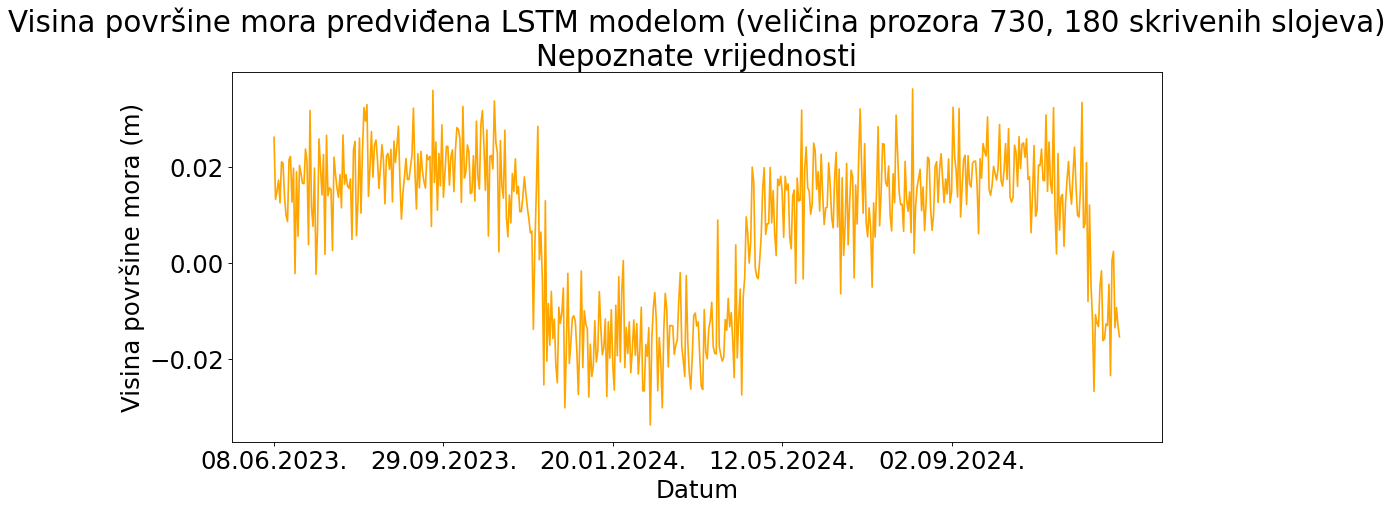 Visina površine mora predviđena LSTM modelom (veličina prozora 730, 180 skrivenih slojeva)
Nepoznate vrijednosti
Visina površine mora (m)
0.02
0.00
−0.02
08.06.2023. 29.09.2023. 20.01.2024. 12.05.2024. 02.09.2024.
Datum